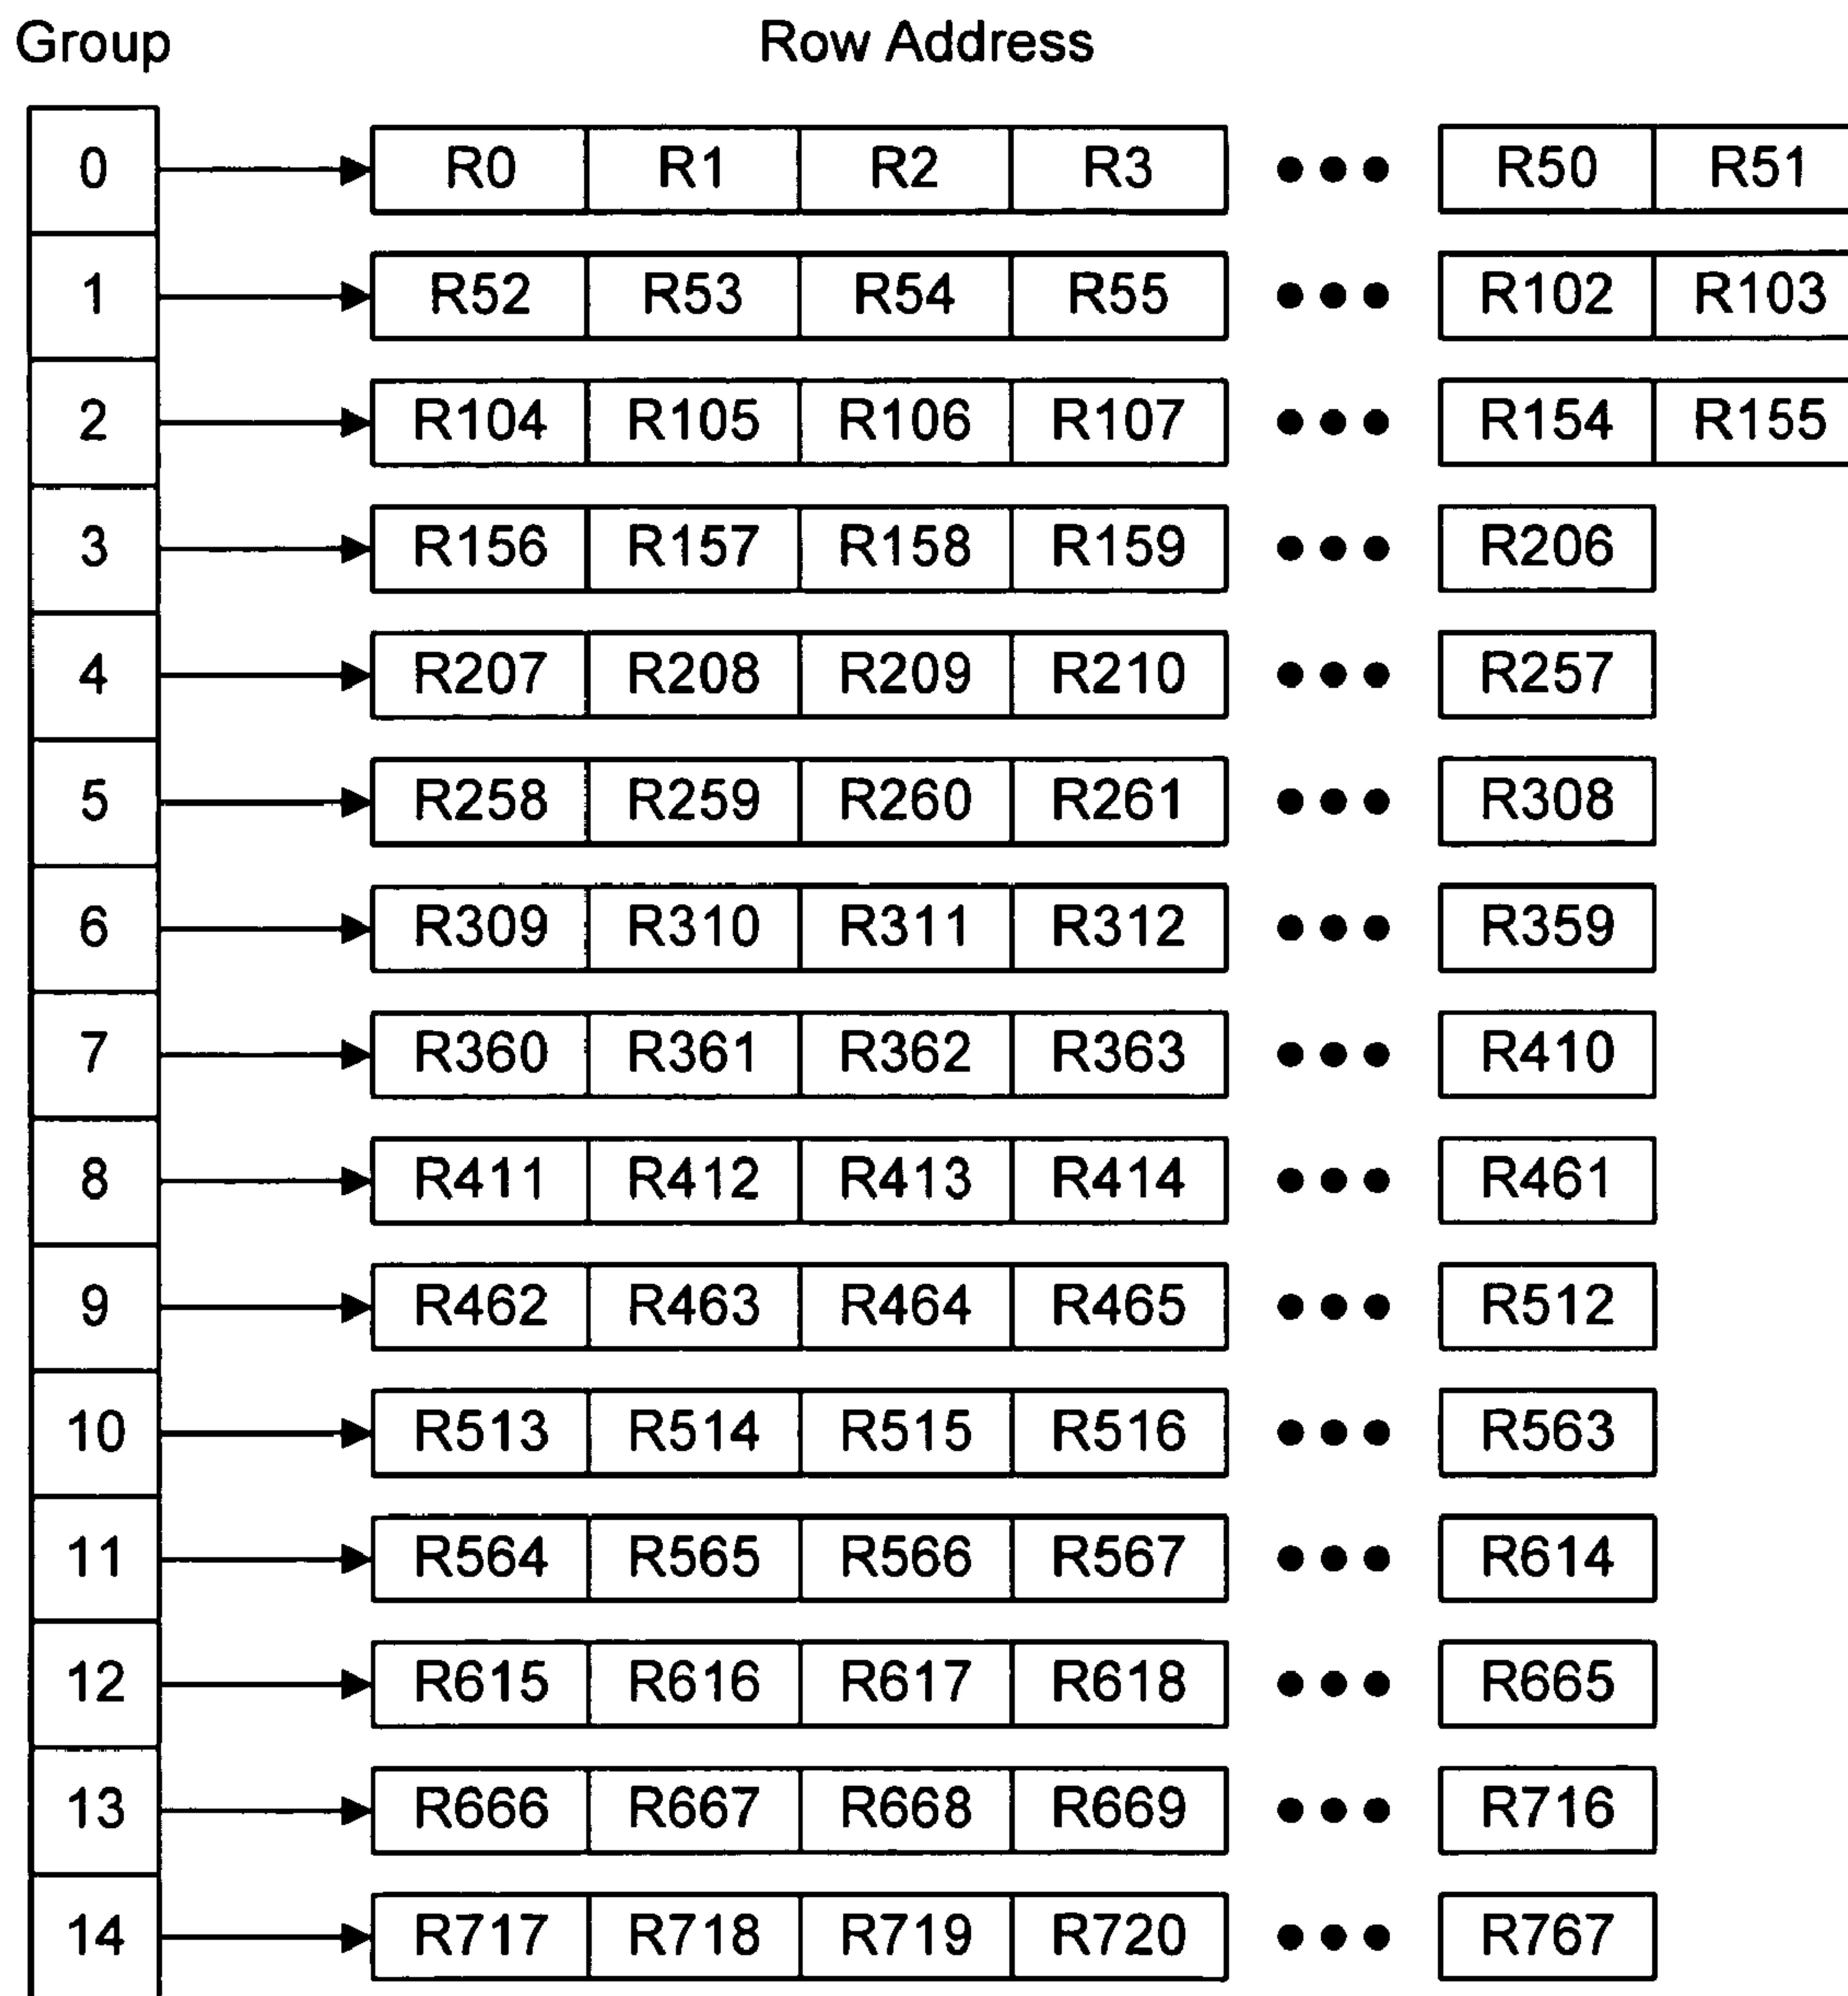 Group Row Address
0 R0 R1 R2 R3 ●●● R50 R51
1 R52 R53 R54 R55 ●●● R102 R103
2 R104 R105 R106 R107 ●●● R154 R155
3 R156 R157 R158 R159 ●●● R206
4 R207 R208 R209 R210 ●●● R257
5 R258 R259 R260 R261 ●●● R308
6 R309 R310 R311 R312 ●●● R359
7 R360 R361 R362 R363 ●●● R410
8 R411 R412 R413 R414 ●●● R461
9 R462 R463 R464 R465 ●●● R512
10 R513 R514 R515 R516 ●●● R563
11 R564 R565 R566 R567 ●●● R614
12 R615 R616 R617 R618 ●●● R665
13 R666 R667 R668 R669 ●●● R716
14 R717 R718 R719 R720 ●●● R767